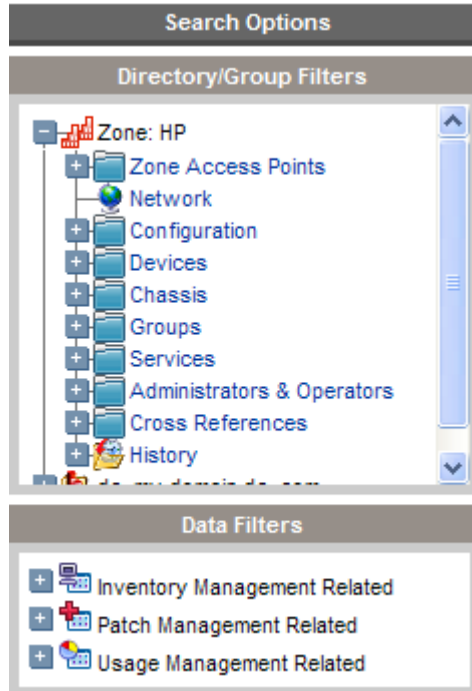 Search Options
Directory/Group Filters
Zone: HP
Zone Access Points
Network
Configuration
Devices
Chassis
Groups
Services
Administrators & Operators
Cross References
History
Data Filters
Inventory Management Related
Patch Management Related
Usage Management Related